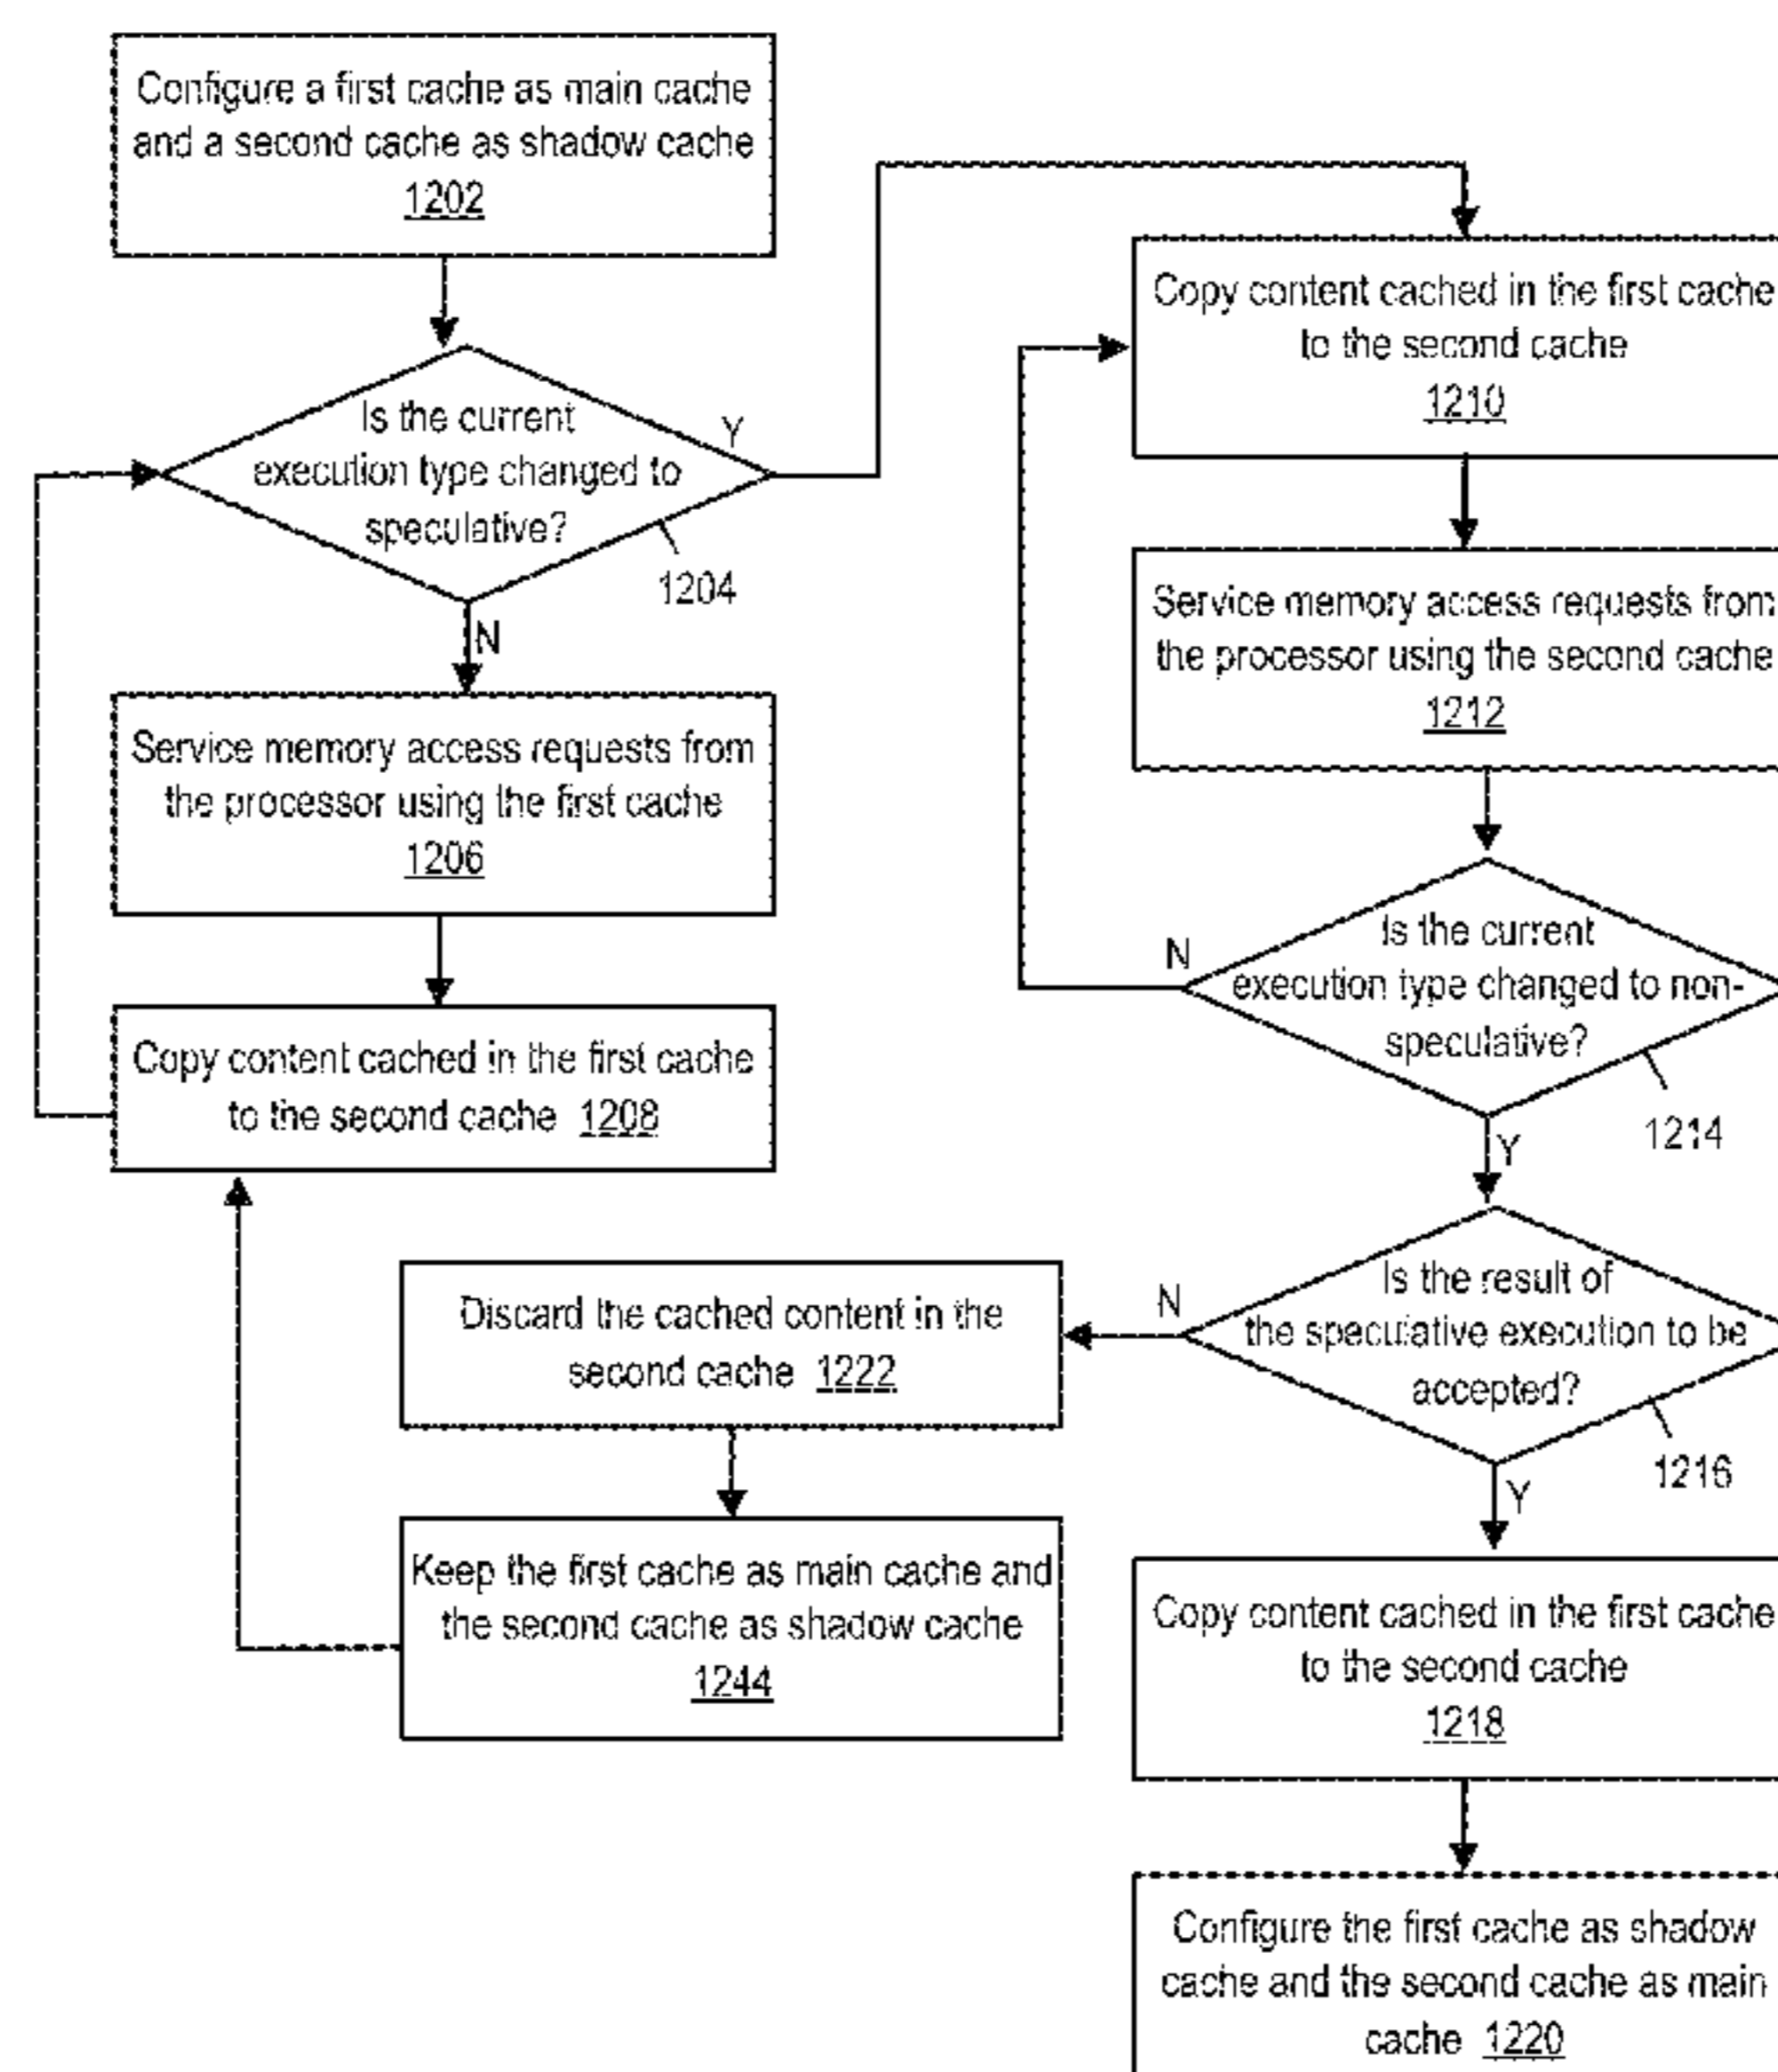 Configure a first cache as main cache
and a second cache as shadow cache
1202
Is the current
execution type changed to
speculative?
Y
1204
N
Service memory access requests from
the processor using the first cache
1206
Copy content cached in the first cache
to the second cache 1208
Copy content cached in the first cache
to the second cache
1210
Service memory access requests from
the processor using the second cache
1212
Is the current
execution type changed to non-
speculative?
N
1214
Y
Is the result of
the speculative execution to be
accepted?
N
1216
Y
Discard the cached content in the
second cache 1222
Keep the first cache as main cache and
the second cache as shadow cache
1244
Copy content cached in the first cache
to the second cache
1218
Configure the first cache as shadow
cache and the second cache as main
cache 1220